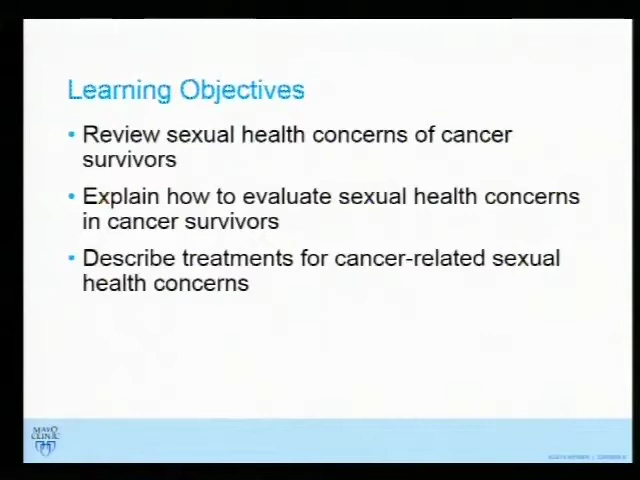 Learning Objectives
• Review sexual health concerns of cancer
survivors
• Explain how to evaluate sexual health concerns
in cancer survivors
• Describe treatments for cancer-related sexual
health concerns
MAYO
CLINIC